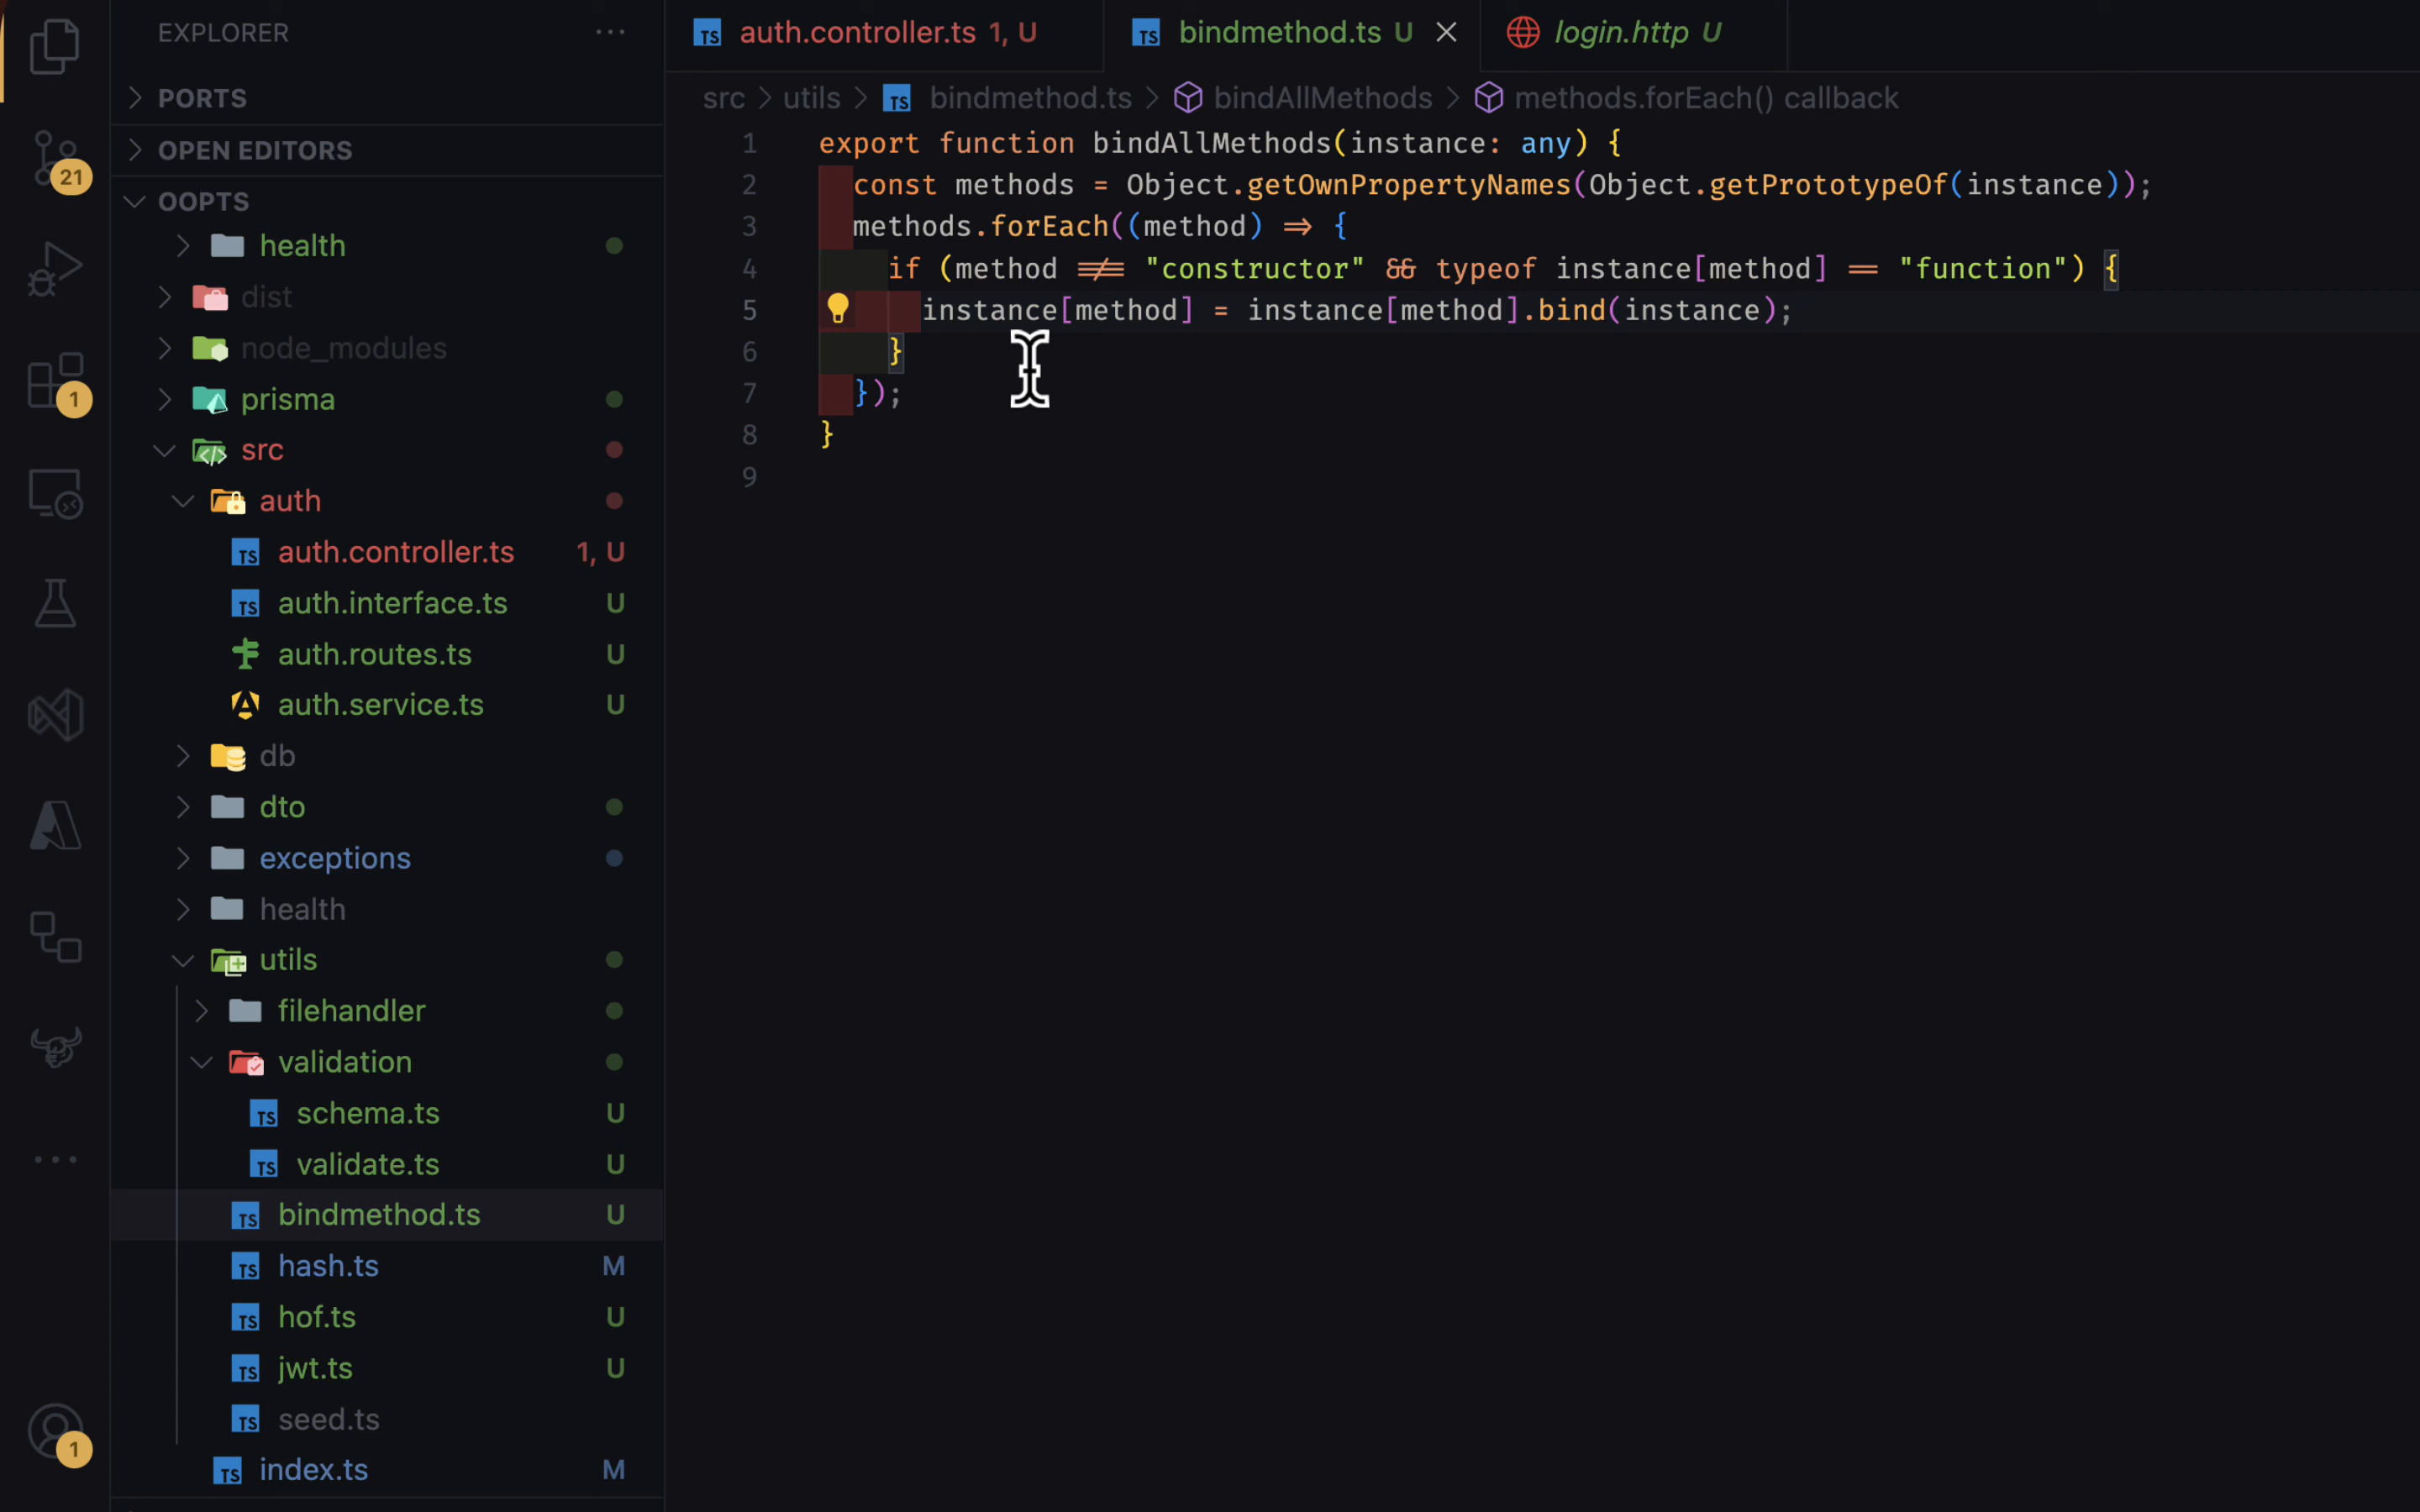 EXPLORER
PORTS
OPEN EDITORS
OOPTS
health
dist
node_modules
prisma
src
auth
auth.controller.ts 1, U
auth.interface.ts U
auth.routes.ts U
auth.service.ts U
db
dto
exceptions
health
utils
filehandler
validation
schema.ts U
validate.ts U
bindmethod.ts U
hash.ts M
hof.ts U
jwt.ts U
seed.ts
index.ts M
21
1
1
auth.controller.ts 1, U
bindmethod.ts U
login.http U
src > utils > TS bindmethod.ts > bindAllMethods > methods.forEach() callback
1 export function bindAllMethods(instance: any) {
2 const methods = Object.getOwnPropertyNames(Object.getPrototypeOf(instance));
3 methods.forEach((method) => {
4 if (method !== "constructor" && typeof instance[method] == "function") {
5 instance[method] = instance[method].bind(instance);
6 }
7 });
8 }
9